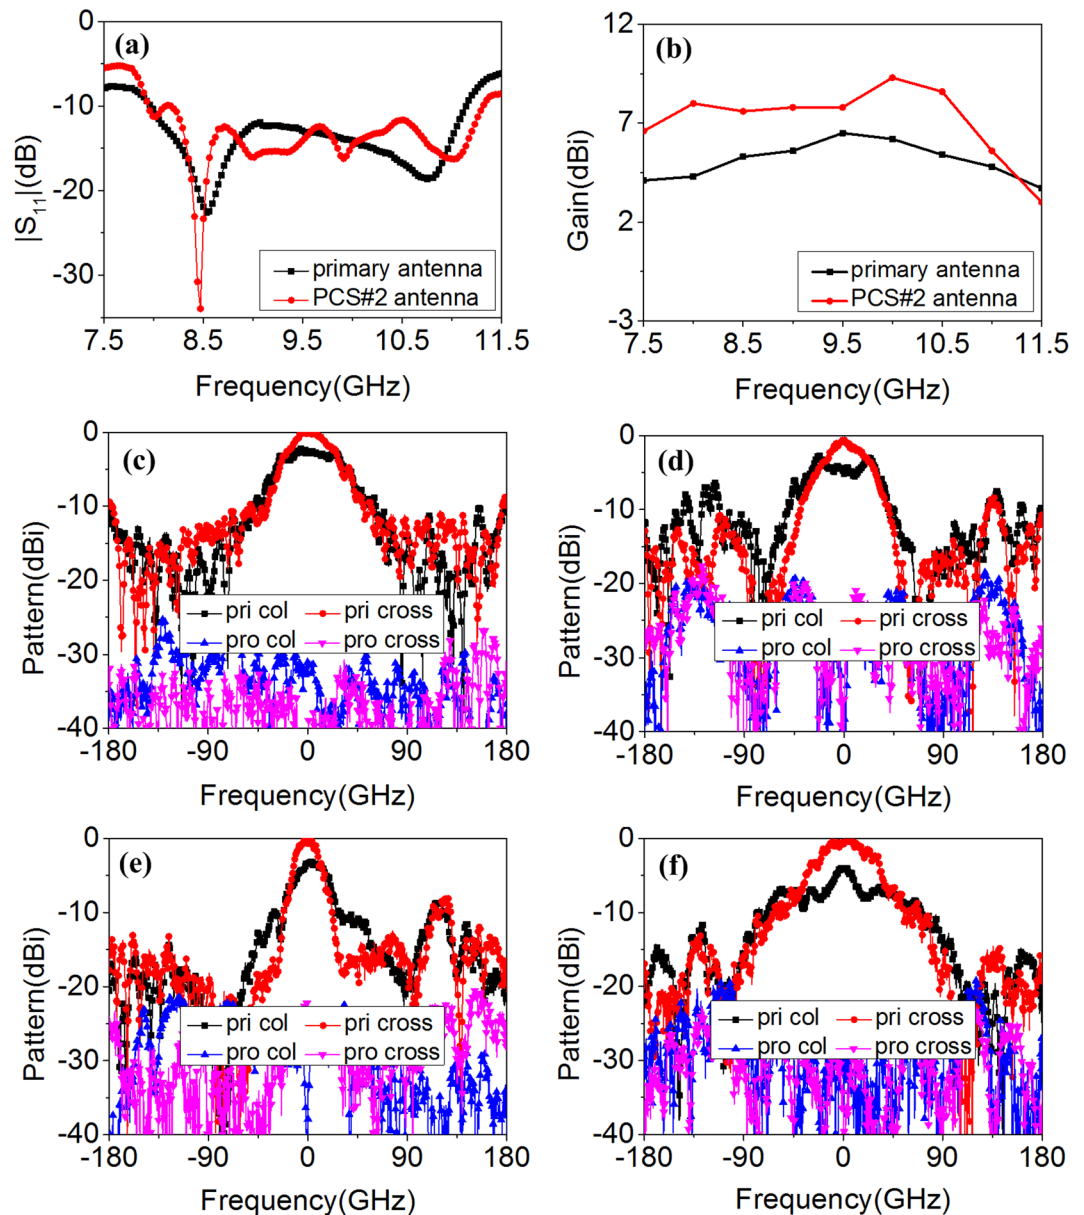 (a)
0
-10
-20
-30
|S11|(dB)
primary antenna
PCS#2 antenna
7.5 8.5 9.5 10.5 11.5
Frequency(GHz)
(b)
12
7
2
-3
Gain(dBi)
primary antenna
PCS#2 antenna
7.5 8.5 9.5 10.5 11.5
Frequency(GHz)
(c)
0
-10
-20
-30
-40
Pattern(dBi)
pri col pri cross
pro col pro cross
-180 -90 0 90 180
Frequency(GHz)
(d)
0
-10
-20
-30
-40
Pattern(dBi)
pri col pri cross
pro col pro cross
-180 -90 0 90 180
Frequency(GHz)
(e)
0
-10
-20
-30
-40
Pattern(dBi)
pri col pri cross
pro col pro cross
-180 -90 0 90 180
Frequency(GHz)
(f)
0
-10
-20
-30
-40
Pattern(dBi)
pri col pri cross
pro col pro cross
-180 -90 0 90 180
Frequency(GHz)